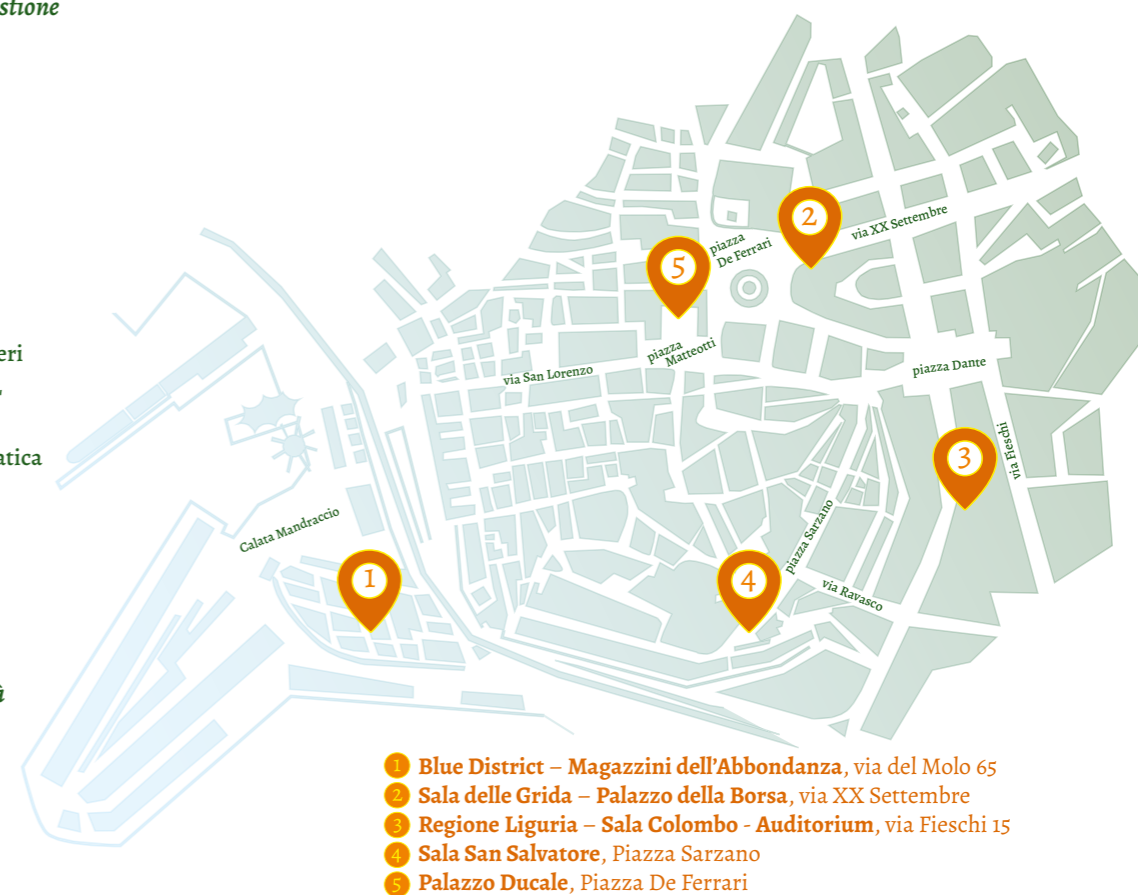 stione
eri
atica
à
piazza
De Ferrari
2
via XX Settembre
5
piazza
Matteotti
via San Lorenzo
piazza Dante
via Fieschi
3
Calata Mandraccio
piazza Sarzano
1
4
via Ravasco
1 Blue District – Magazzini dell’Abbondanza, via del Molo 65
2 Sala delle Grida – Palazzo della Borsa, via XX Settembre
3 Regione Liguria – Sala Colombo - Auditorium, via Fieschi 15
4 Sala San Salvatore, Piazza Sarzano
5 Palazzo Ducale, Piazza De Ferrari